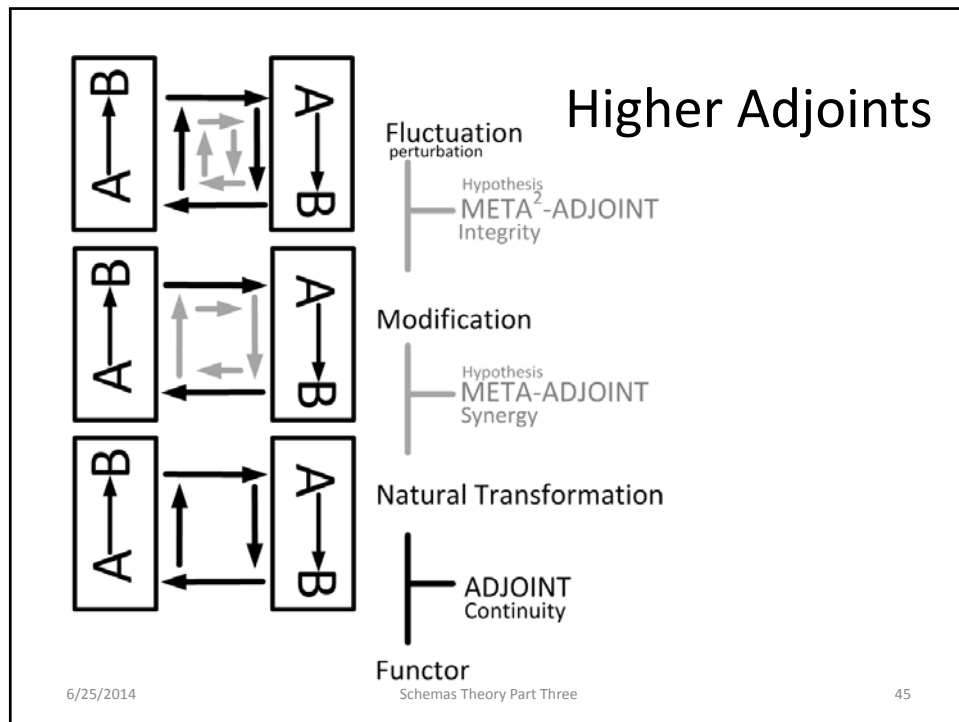 Higher Adjoints
B
A
A
B
Fluctuation
perturbation
Hypothesis
META²-ADJOINT
Integrity
B
A
A
B
Modification
Hypothesis
META-ADJOINT
Synergy
B
A
A
B
Natural Transformation
ADJOINT
Continuity
Functor
6/25/2014
Schemas Theory Part Three
45